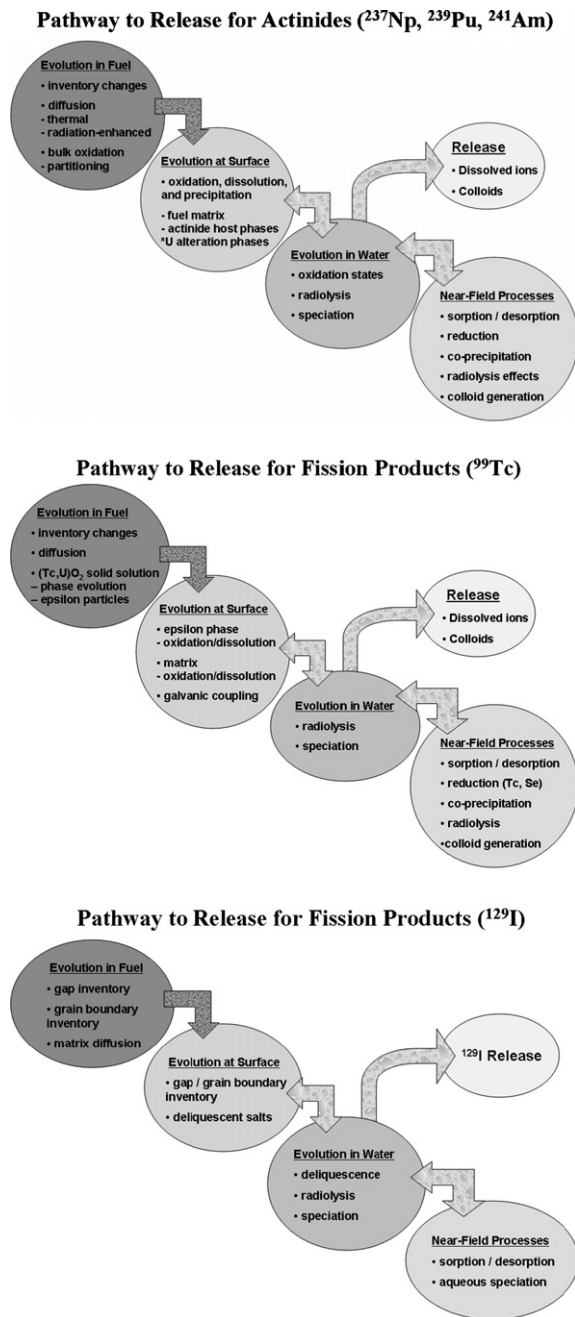 Pathway to Release for Actinides (²³⁷Np, ²³⁹Pu, ²⁴¹Am)
Evolution in Fuel
• inventory changes
• diffusion
- thermal
- radiation-enhanced
• bulk oxidation
- partitioning
Evolution at Surface
• oxidation, dissolution,
and precipitation
- fuel matrix
- actinide host phases
*U alteration phases
Release
• Dissolved ions
• Colloids
Evolution in Water
• oxidation states
• radiolysis
• speciation
Near-Field Processes
• sorption / desorption
• reduction
• co-precipitation
• radiolysis effects
• colloid generation
Pathway to Release for Fission Products (⁹⁹Tc)
Evolution in Fuel
• inventory changes
• diffusion
• (Tc,U)O₂ solid solution
– phase evolution
– epsilon particles
Evolution at Surface
• epsilon phase
- oxidation/dissolution
• matrix
- oxidation/dissolution
• galvanic coupling
Release
• Dissolved ions
• Colloids
Evolution in Water
• radiolysis
• speciation
Near-Field Processes
• sorption / desorption
• reduction (Tc, Se)
• co-precipitation
• radiolysis
•colloid generation
Pathway to Release for Fission Products (¹²⁹I)
Evolution in Fuel
• gap inventory
• grain boundary
inventory
• matrix diffusion
Evolution at Surface
• gap / grain boundary
inventory
• deliquescent salts
¹²⁹I Release
Evolution in Water
• deliquescence
• radiolysis
• speciation
Near-Field Processes
• sorption / desorption
• aqueous speciation